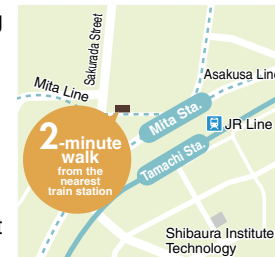 g
Sakurada Street
Asakusa Line
Mita Line
Mita Sta.
JR Line
2-minute
walk
from the
nearest
train station
Tamachi Sta.
t
Shibaura Institute
Technology